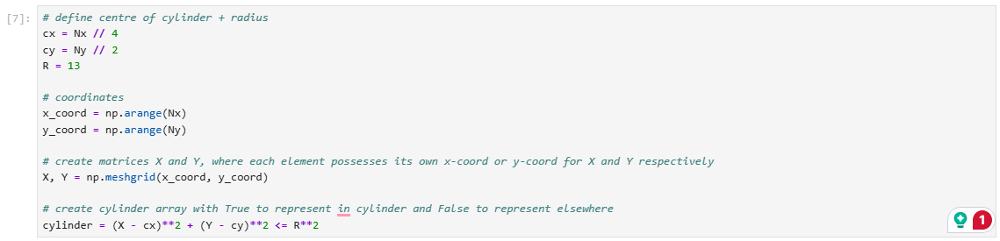 [7]:
# define centre of cylinder + radius
cx = Nx // 4
cy = Ny // 2
R = 13
# coordinates
x_coord = np.arange(Nx)
y_coord = np.arange(Ny)
# create matrices X and Y, where each element possesses its own x-coord or y-coord for X and Y respectively
X, Y = np.meshgrid(x_coord, y_coord)
# create cylinder array with True to represent in cylinder and False to represent elsewhere
cylinder = (X - cx)**2 + (Y - cy)**2 <= R**2
1